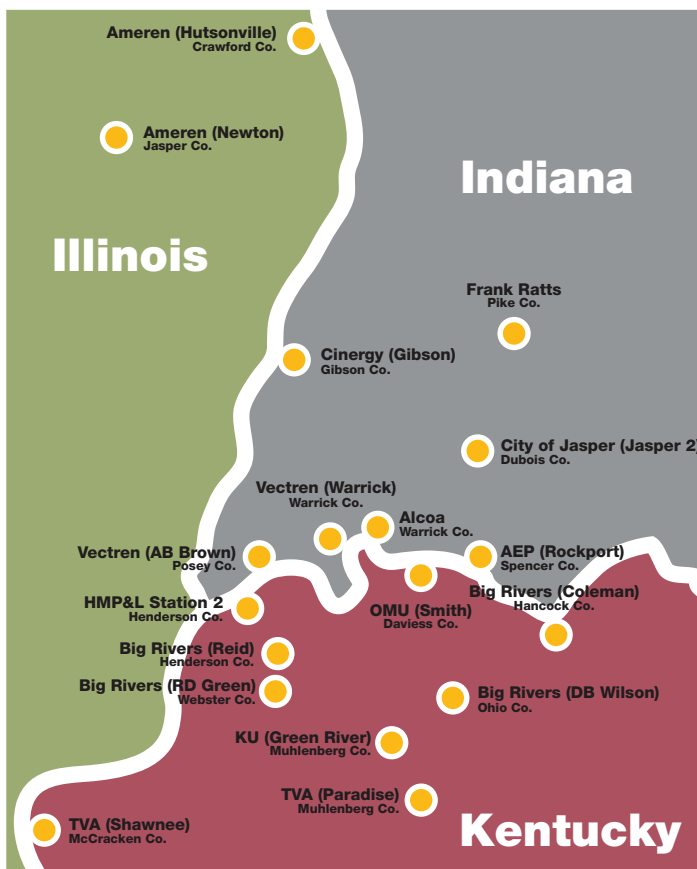 Ameren (Hutsonville)
Crawford Co.
Ameren (Newton)
Jasper Co.
Indiana
Illinois
Frank Ratts
Pike Co.
Cinergy (Gibson)
Gibson Co.
City of Jasper (Jasper 2)
Dubois Co.
Vectren (Warrick)
Warrick Co.
Alcoa
Warrick Co.
Vectren (AB Brown)
Posey Co.
AEP (Rockport)
Spencer Co.
Big Rivers (Coleman)
Hancock Co.
HMP&L Station 2
Henderson Co.
OMU (Smith)
Daviess Co.
Big Rivers (Reid)
Henderson Co.
Big Rivers (RD Green)
Webster Co.
Big Rivers (DB Wilson)
Ohio Co.
KU (Green River)
Muhlenberg Co.
TVA (Paradise)
Muhlenberg Co.
TVA (Shawnee)
McCracken Co.
Kentucky